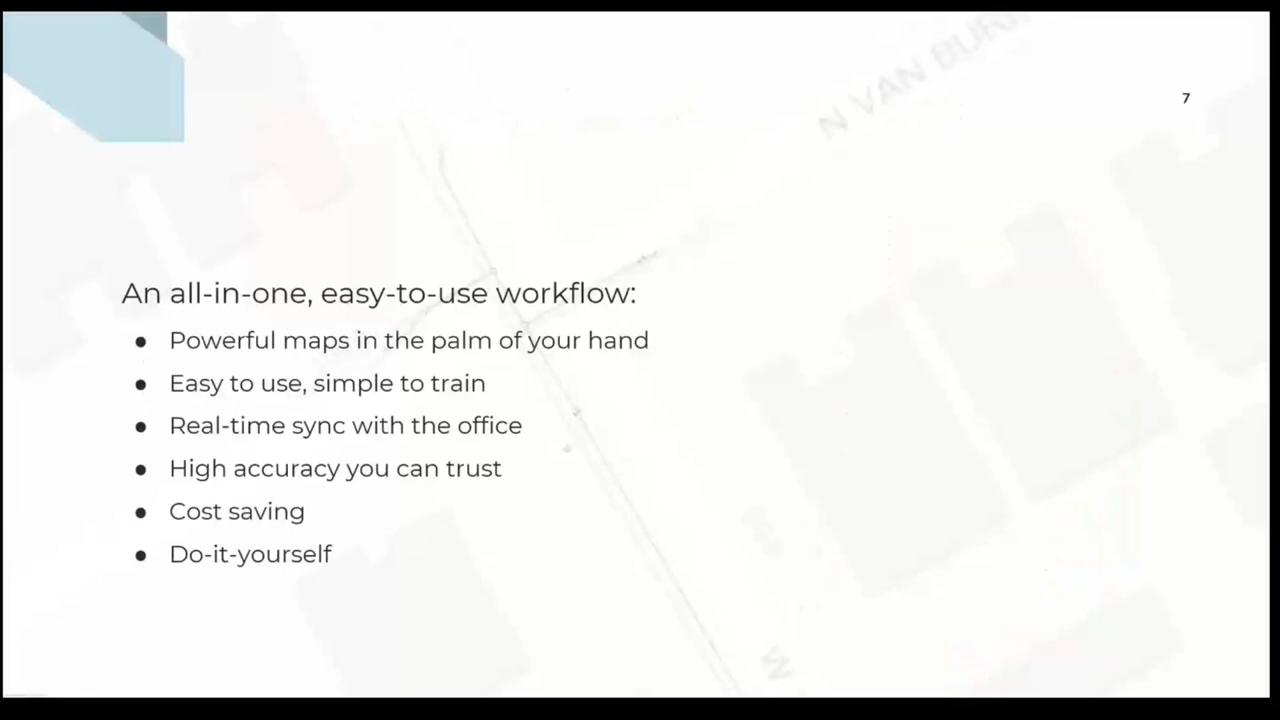 7
N VAN BUR
An all-in-one, easy-to-use workflow:
● Powerful maps in the palm of your hand
● Easy to use, simple to train
● Real-time sync with the office
● High accuracy you can trust
● Cost saving
● Do-it-yourself